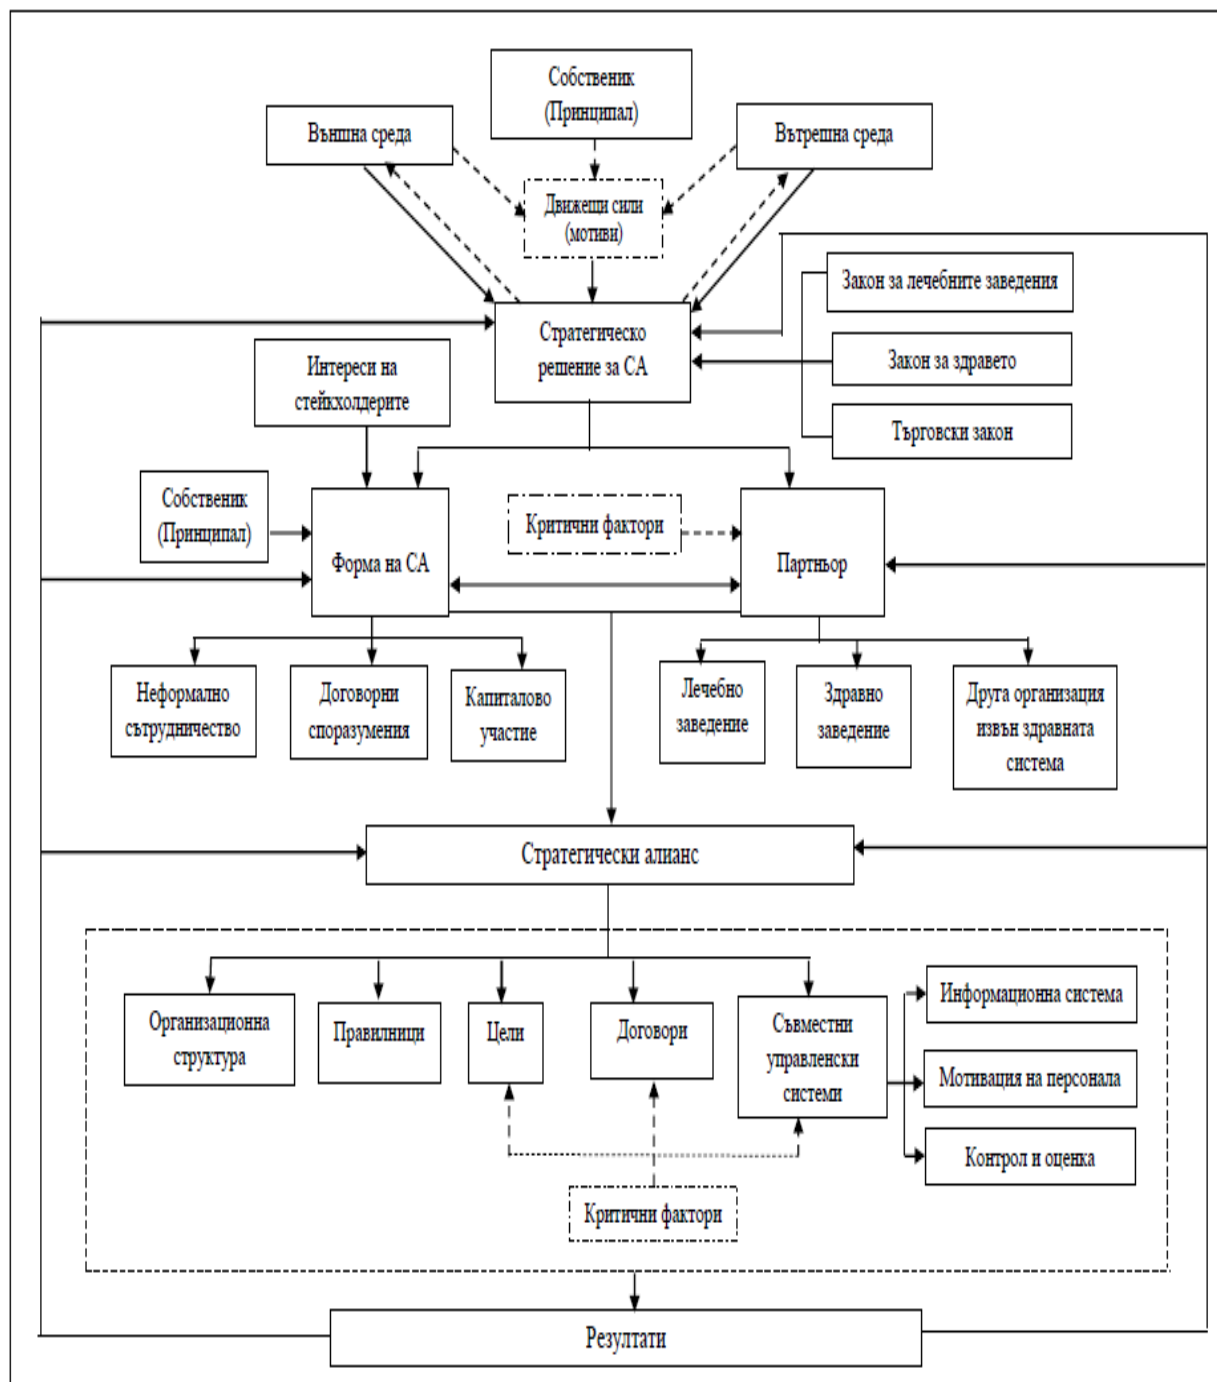 Собственик
(Принципал)
Външна среда
Вътрешна среда
Движещи сили
(мотиви)
Закон за лечебните заведения
Стратегическо
решение за СА
Закон за здравето
Интереси на
стейкхолдерите
Търговски закон
Собственик
(Принципал)
Форма на СА
Критични фактори
Партньор
Неформално
сътрудничество
Договорни
споразумения
Капиталово
участие
Лечебно
заведение
Здравно
заведение
Друга организация
извън здравната
система
Стратегически алианс
Организационна
структура
Правилници
Цели
Договори
Съвместни
управленски
системи
Информационна система
Мотивация на персонала
Контрол и оценка
Критични фактори
Резултати